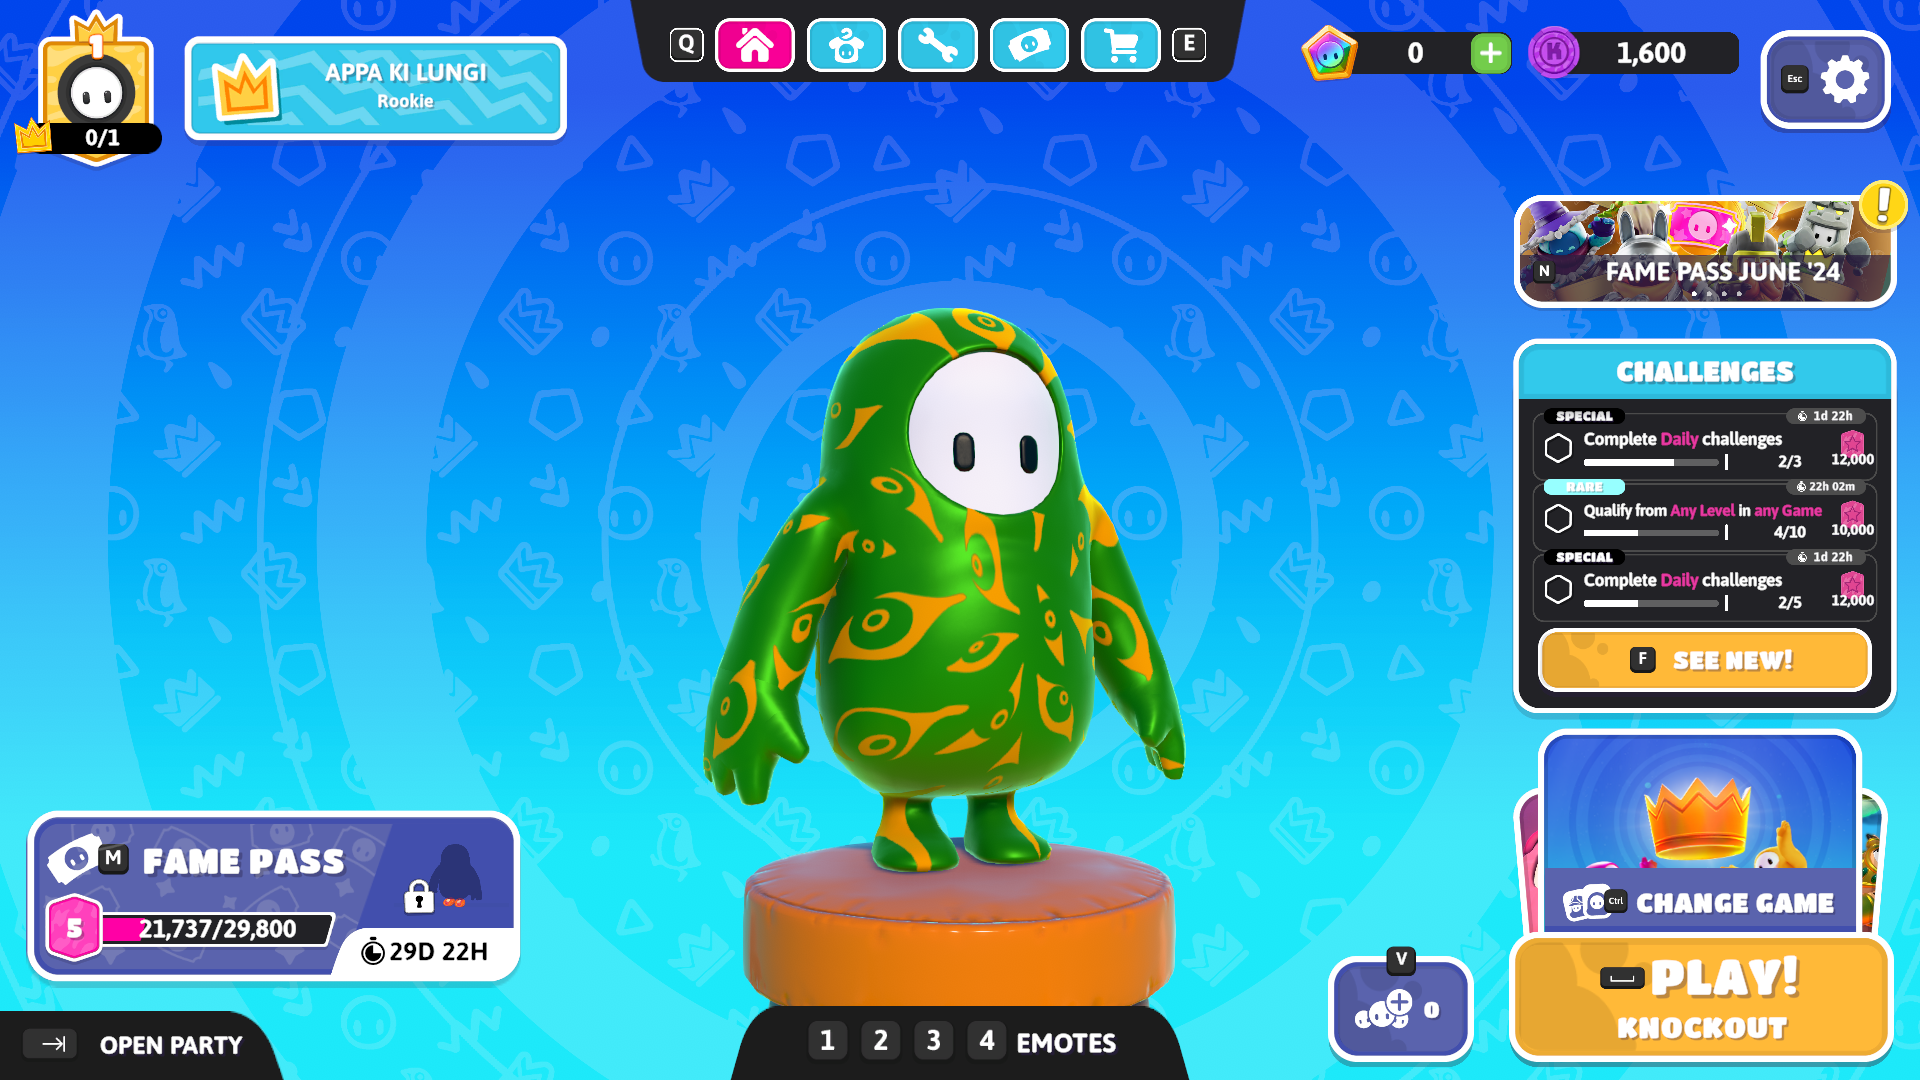 1
0/1
APPA KI LUNGI
Rookie
Q
E
0
K
1,600
Esc
N
FAME PASS JUNE '24
!
CHALLENGES
SPECIAL
1d 22h
Complete Daily challenges
2/3
12,000
RARE
22h 02m
Qualify from Any Level in any Game
4/10
10,000
SPECIAL
1d 22h
Complete Daily challenges
2/5
12,000
F
SEE NEW!
Ctrl
CHANGE GAME
M
FAME PASS
5
21,737/29,800
29D 22H
V
0
PLAY!
KNOCKOUT
OPEN PARTY
1 2 3 4 EMOTES